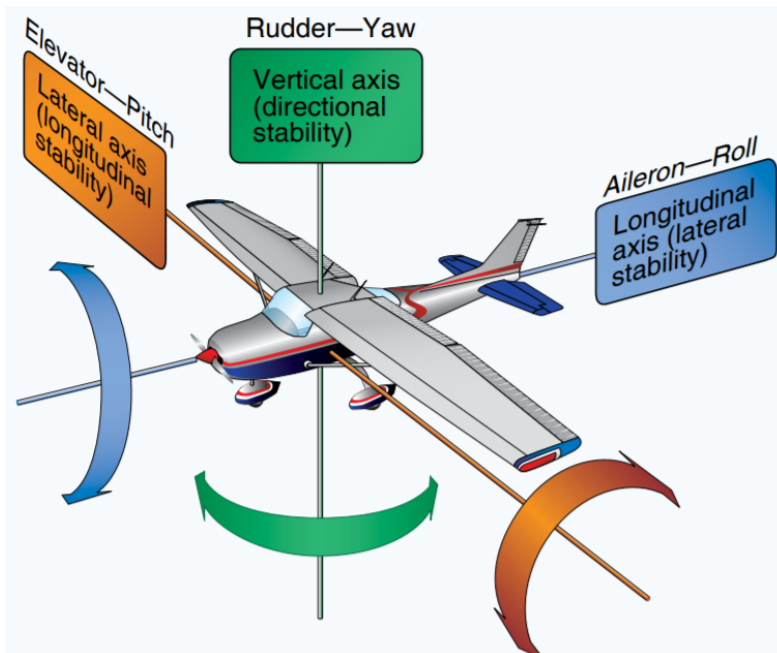 Elevator—Pitch
Lateral axis
(longitudinal
stability)
Rudder—Yaw
Vertical axis
(directional
stability)
Aileron—Roll
Longitudinal
axis (lateral
stability)